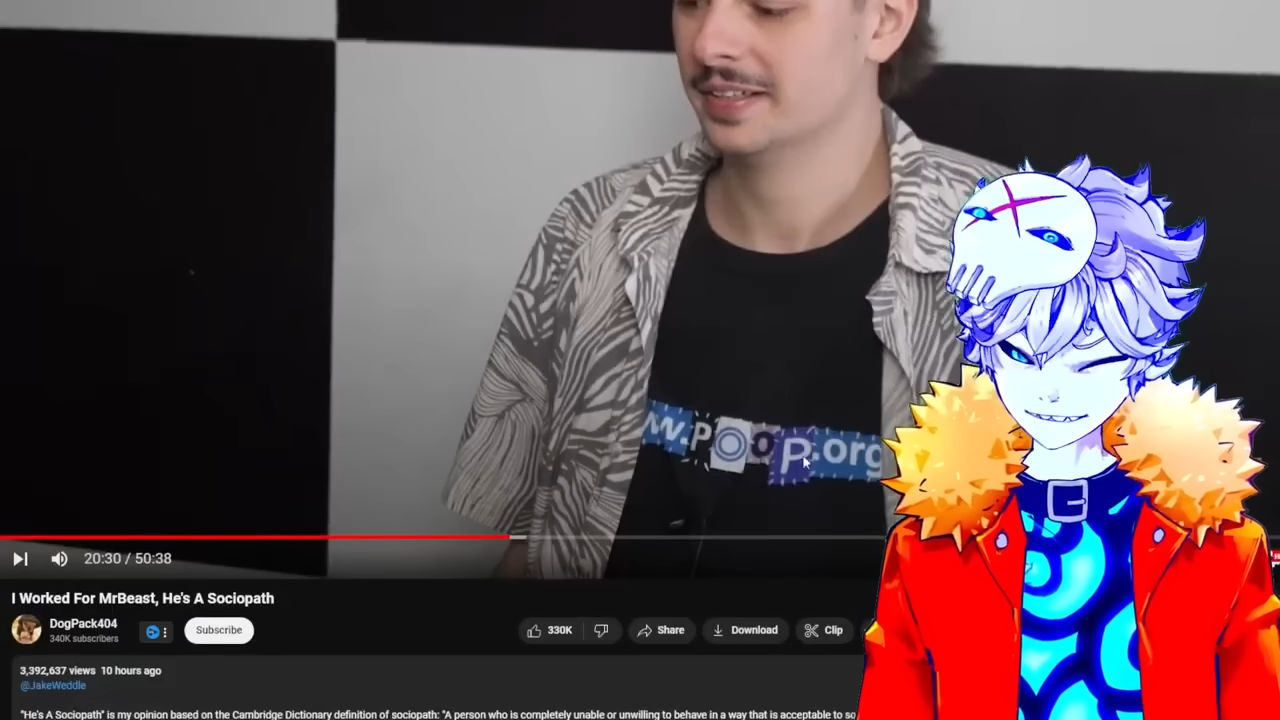 w.POOP.org
20:30 / 50:38
I Worked For MrBeast, He's A Sociopath
DogPack404
340K subscribers
Subscribe
330K
Share
Download
Clip
3,392,637 views 10 hours ago
@JakeWeddle
"He's A Sociopath" is my opinion based on the Cambridge Dictionary definition of sociopath: "A person who is completely unable or unwilling to behave in a way that is acceptable to so